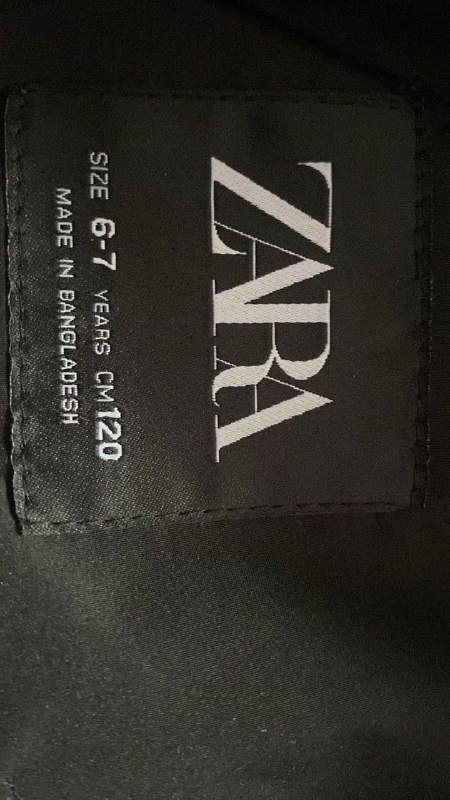 ZARA
SIZE 6-7 YEARS CM 120
MADE IN BANGLADESH